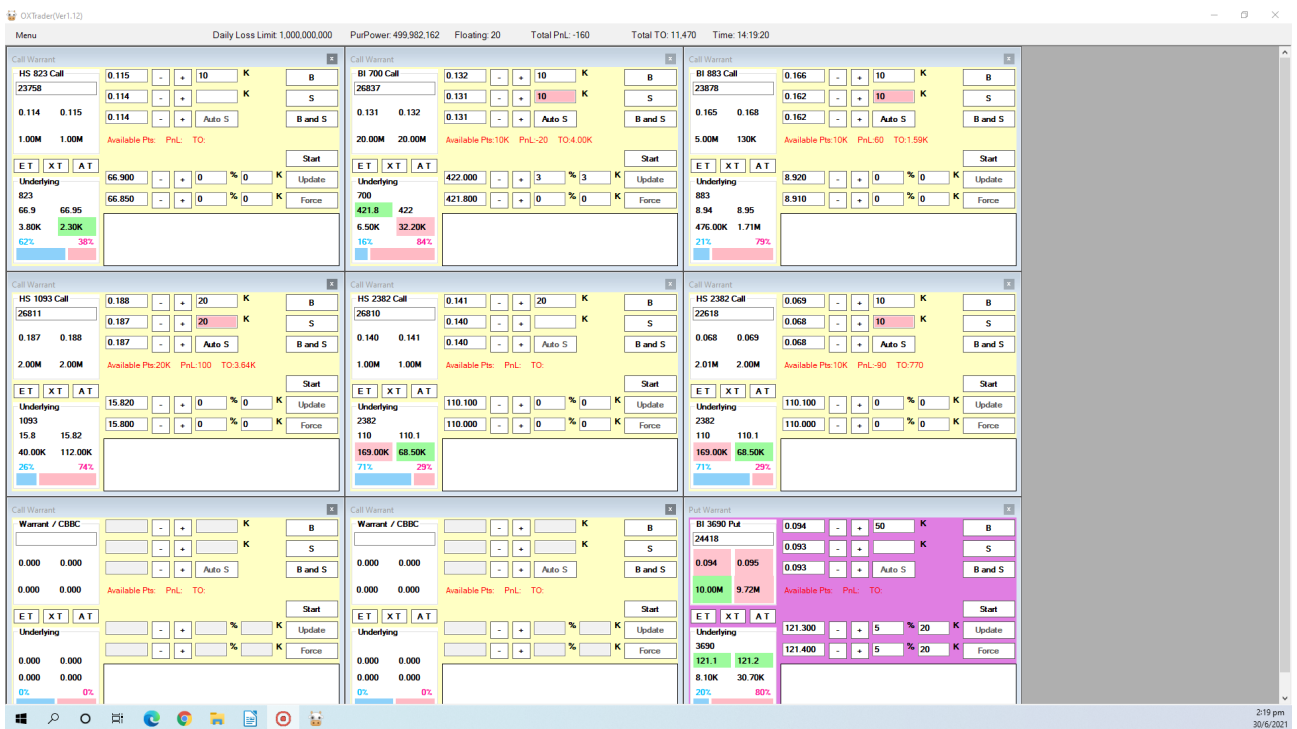 OXTrader(Ver1.12)
Menu Daily Loss Limit: 1,000,000,000 PurPower: 499,982,162 Floating: 20 Total PnL: -160 Total TO: 11,470 Time: 14:19:20
Call Warrant x
HS 823 Call 0.115 - + 10 K B
23758 0.114 - + K S
0.114 0.115 0.114 - + Auto S B and S
1.00M 1.00M Available Pts: PnL: TO:
Start
ET XT AT
Underlying 66.900 - + 0 % 0 K Update
823 66.850 - + 0 % 0 K Force
66.9 66.95
3.80K 2.30K
62% 38%
Call Warrant x
BI 700 Call 0.132 - + 10 K B
26837 0.131 - + 10 K S
0.131 0.132 0.131 - + Auto S B and S
20.00M 20.00M Available Pts:10K PnL:-20 TO:4.00K
Start
ET XT AT
Underlying 422.000 - + 3 % 3 K Update
700 421.800 - + 0 % 0 K Force
421.8 422
6.50K 32.20K
16% 84%
Call Warrant x
BI 883 Call 0.166 - + 10 K B
23878 0.162 - + 10 K S
0.165 0.168 0.162 - + Auto S B and S
5.00M 130K Available Pts:10K PnL:60 TO:1.59K
Start
ET XT AT
Underlying 8.920 - + 0 % 0 K Update
883 8.910 - + 0 % 0 K Force
8.94 8.95
476.00K 1.71M
21% 79%
Call Warrant x
HS 1093 Call 0.188 - + 20 K B
26811 0.187 - + 20 K S
0.187 0.188 0.187 - + Auto S B and S
2.00M 2.00M Available Pts:20K PnL:100 TO:3.64K
Start
ET XT AT
Underlying 15.820 - + 0 % 0 K Update
1093 15.800 - + 0 % 0 K Force
15.8 15.82
40.00K 112.00K
26% 74%
Call Warrant x
HS 2382 Call 0.141 - + 20 K B
26810 0.140 - + K S
0.140 0.141 0.140 - + Auto S B and S
1.00M 1.00M Available Pts: PnL: TO:
Start
ET XT AT
Underlying 110.100 - + 0 % 0 K Update
2382 110.000 - + 0 % 0 K Force
110 110.1
169.00K 68.50K
71% 29%
Call Warrant x
HS 2382 Call 0.069 - + 10 K B
22618 0.068 - + 10 K S
0.068 0.069 0.068 - + Auto S B and S
2.01M 2.00M Available Pts:10K PnL:-90 TO:770
Start
ET XT AT
Underlying 110.100 - + 0 % 0 K Update
2382 110.000 - + 0 % 0 K Force
110 110.1
169.00K 68.50K
71% 29%
Call Warrant x
Warrant / CBBC - + K B
- + K S
0.000 0.000 - + Auto S B and S
0.000 0.000 Available Pts: PnL: TO:
Start
ET XT AT
Underlying - + % K Update
- + % K Force
0.000 0.000
0.000 0.000
0% 0%
Call Warrant x
Warrant / CBBC - + K B
- + K S
0.000 0.000 - + Auto S B and S
0.000 0.000 Available Pts: PnL: TO:
Start
ET XT AT
Underlying - + % K Update
- + % K Force
0.000 0.000
0.000 0.000
0% 0%
Put Warrant x
BI 3690 Put 0.094 - + 50 K B
24418 0.093 - + K S
0.094 0.095 0.093 - + Auto S B and S
10.00M 9.72M Available Pts: PnL: TO:
Start
ET XT AT
Underlying 121.300 - + 5 % 20 K Update
3690 121.400 - + 5 % 20 K Force
121.1 121.2
8.10K 30.70K
20% 80%
2:19 pm
30/6/2021